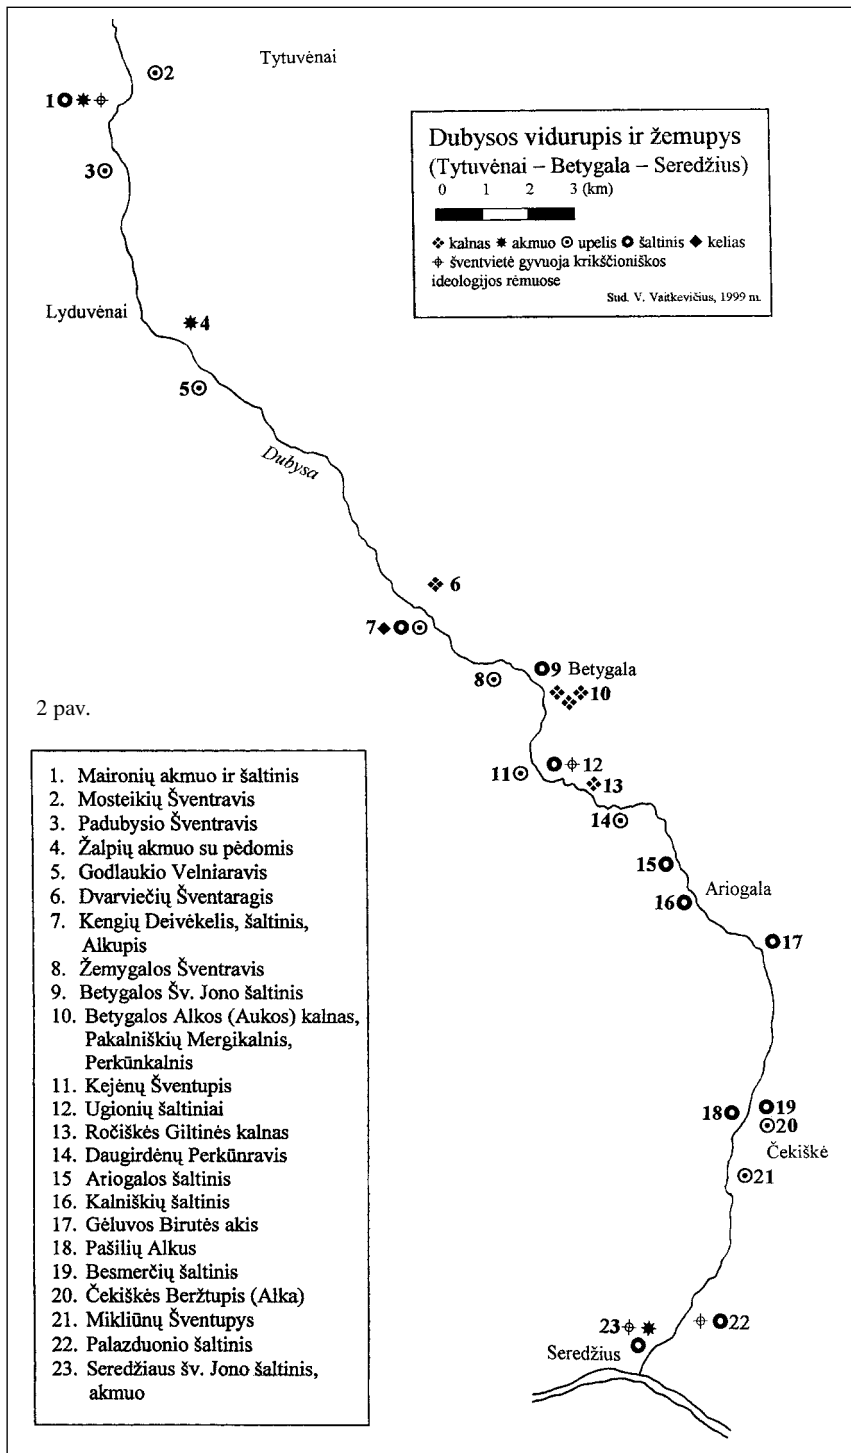 Tytuvėnai
2
1
3
Dubysos vidurupis ir žemupys
(Tytuvėnai – Betygala – Seredžius)
0 1 2 3 (km)
kalnas akmuo upelis šaltinis kelias
šventvietė gyvuoja krikščioniškos
ideologijos rėmuose
Sud. V. Vaitkevičius, 1999 m.
Lyduvėnai
4
5
Dubysa
6
7
8
9 Betygala
10
2 pav.
11
12
13
14
15
Ariogala
16
17
18
19
20
Čekiškė
21
22
23
Seredžius
1. Maironių akmuo ir šaltinis
2. Mosteikių Šventravis
3. Padubysio Šventravis
4. Žalpių akmuo su pėdomis
5. Godlaukio Velniaravis
6. Dvarviečių Šventaragis
7. Kengių Deivėkelis, šaltinis,
Alkupis
8. Žemygalos Šventravis
9. Betygalos Šv. Jono šaltinis
10. Betygalos Alkos (Aukos) kalnas,
Pakalniškių Mergikalnis,
Perkūnkalnis
11. Kejėnų Šventupis
12. Ugionių šaltiniai
13. Ročiškės Giltinės kalnas
14. Daugirdėnų Perkūnravis
15 Ariogalos šaltinis
16. Kalniškių šaltinis
17. Gėluvos Birutės akis
18. Pašilių Alkus
19. Besmerčių šaltinis
20. Čekiškės Beržtupis (Alka)
21. Mikliūnų Šventupys
22. Palazduonio šaltinis
23. Seredžiaus šv. Jono šaltinis,
akmuo